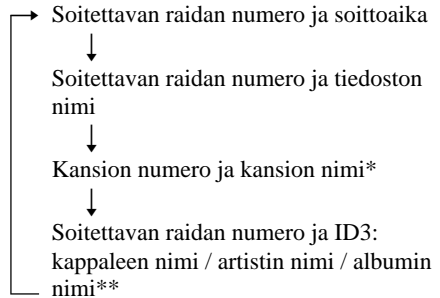 Soitettavan raidan numero ja soittoaika
Soitettavan raidan numero ja tiedoston
nimi
Kansion numero ja kansion nimi*
Soitettavan raidan numero ja ID3:
kappaleen nimi / artistin nimi / albumin
nimi**